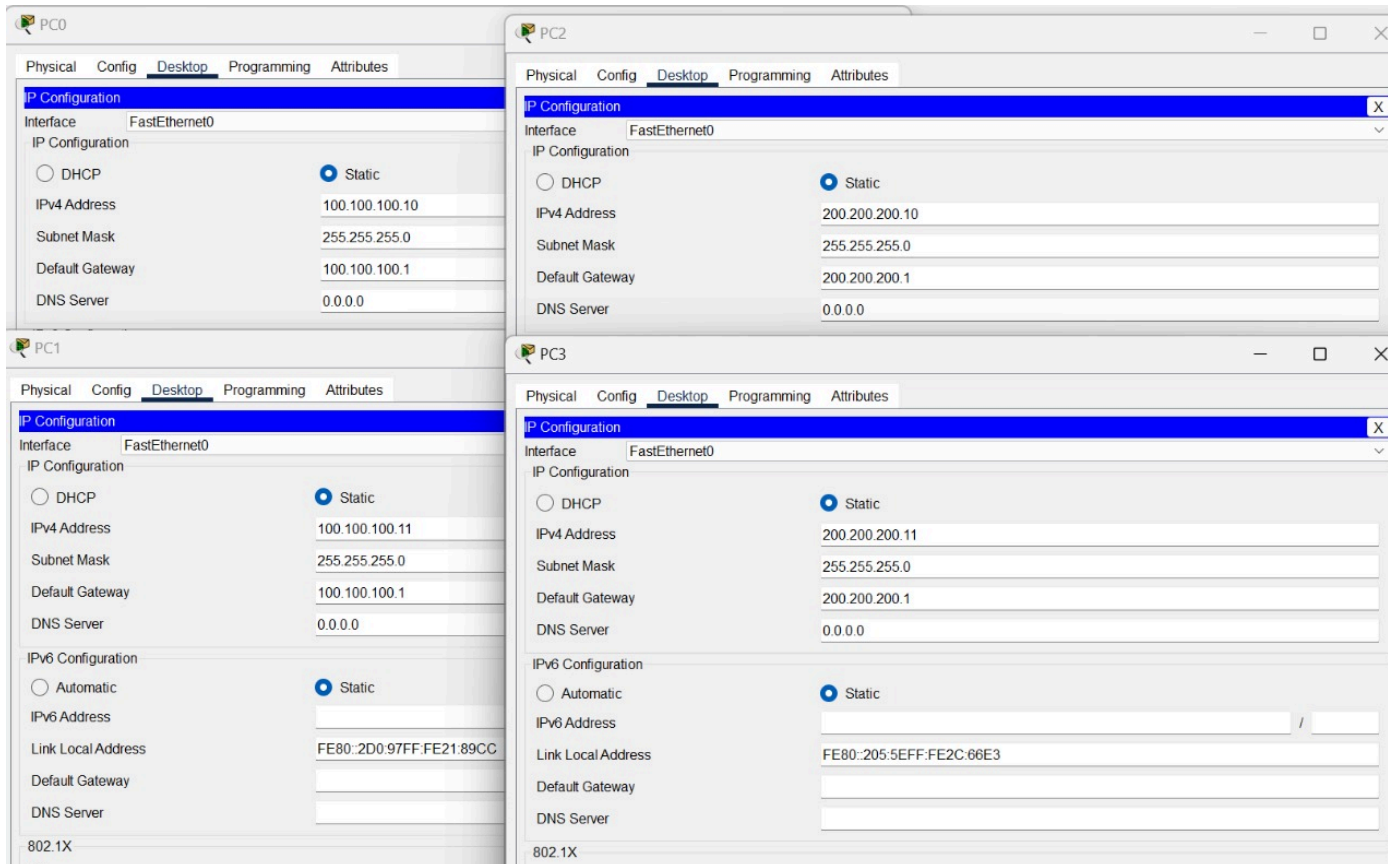 PC0
Physical Config Desktop Programming Attributes
IP Configuration
Interface FastEthernet0
IP Configuration
DHCP Static
IPv4 Address 100.100.100.10
Subnet Mask 255.255.255.0
Default Gateway 100.100.100.1
DNS Server 0.0.0.0
PC2
Physical Config Desktop Programming Attributes
IP Configuration X
Interface FastEthernet0
IP Configuration
DHCP Static
IPv4 Address 200.200.200.10
Subnet Mask 255.255.255.0
Default Gateway 200.200.200.1
DNS Server 0.0.0.0
PC1
Physical Config Desktop Programming Attributes
IP Configuration
Interface FastEthernet0
IP Configuration
DHCP Static
IPv4 Address 100.100.100.11
Subnet Mask 255.255.255.0
Default Gateway 100.100.100.1
DNS Server 0.0.0.0
IPv6 Configuration
Automatic Static
IPv6 Address
Link Local Address FE80::2D0:97FF:FE21:89CC
Default Gateway
DNS Server
802.1X
PC3
Physical Config Desktop Programming Attributes
IP Configuration X
Interface FastEthernet0
IP Configuration
DHCP Static
IPv4 Address 200.200.200.11
Subnet Mask 255.255.255.0
Default Gateway 200.200.200.1
DNS Server 0.0.0.0
IPv6 Configuration
Automatic Static
IPv6 Address /
Link Local Address FE80::205:5EFF:FE2C:66E3
Default Gateway
DNS Server
802.1X